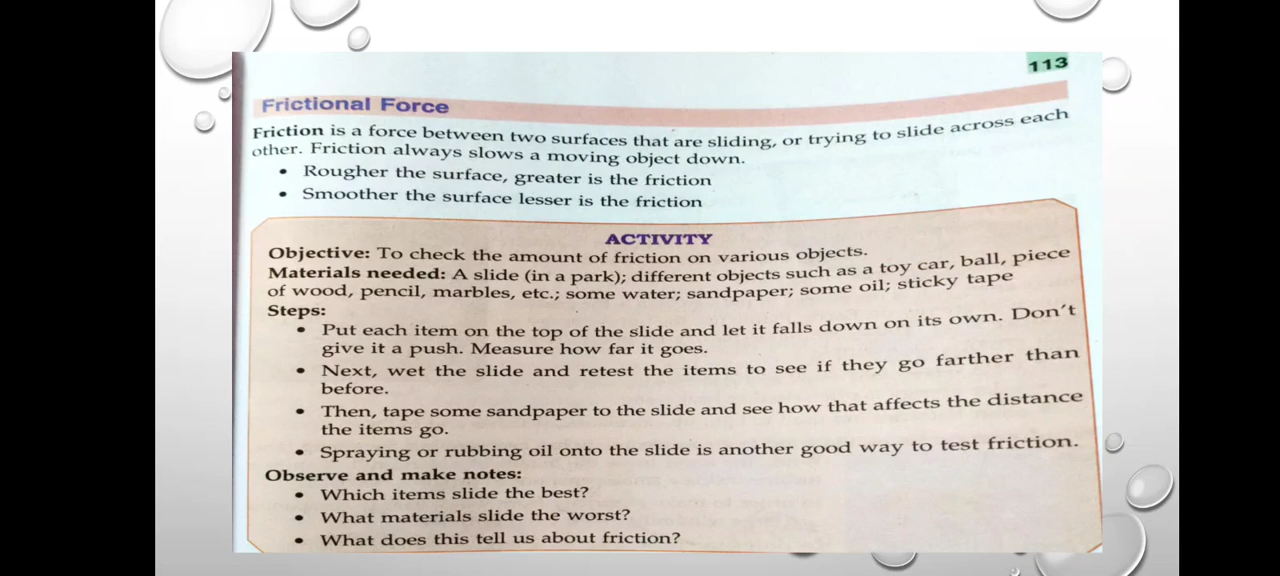 113
Frictional Force
Friction is a force between two surfaces that are sliding, or trying to slide across each
other. Friction always slows a moving object down.
• Rougher the surface, greater is the friction
• Smoother the surface lesser is the friction
ACTIVITY
Objective: To check the amount of friction on various objects.
Materials needed: A slide (in a park); different objects such as a toy car, ball, piece
of wood, pencil, marbles, etc.; some water; sandpaper; some oil; sticky tape
Steps:
• Put each item on the top of the slide and let it falls down on its own. Don't
give it a push. Measure how far it goes.
• Next, wet the slide and retest the items to see if they go farther than
before.
• Then, tape some sandpaper to the slide and see how that affects the distance
the items go.
• Spraying or rubbing oil onto the slide is another good way to test friction.
Observe and make notes:
• Which items slide the best?
• What materials slide the worst?
• What does this tell us about friction?